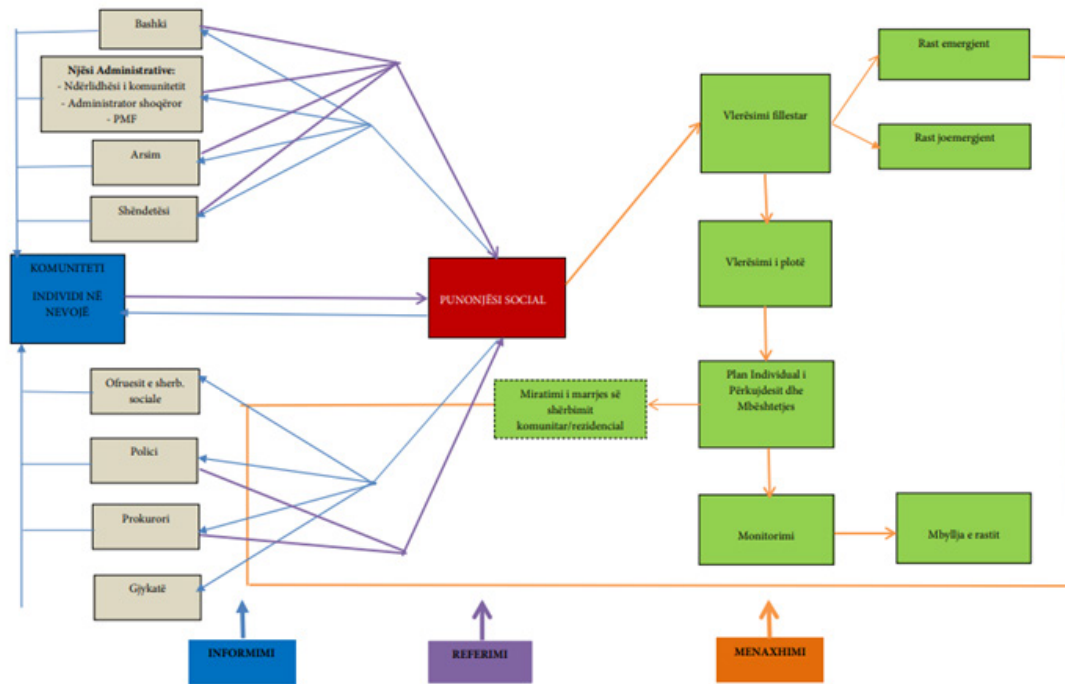 Bashki
Njësi Administrative:
- Ndërlidhësi i komunitetit
- Administrator shoqëror
- PMF
Arsim
Shëndetësi
KOMUNITETI
INDIVIDI NË
NEVOJË
Ofruesit e sherb.
sociale
Polici
Prokurori
Gjykatë
PUNONJËSI SOCIAL
Vlerësimi fillestar
Rast emergjent
Rast joemergjent
Vlerësimi i plotë
Plan Individual i
Përkujdesit dhe
Mbështetjes
Miratimi i marrjes së
shërbimit
komunitar/rezidencial
Monitorimi
Mbyllja e rastit
INFORMIMI
REFERIMI
MENAXHIMI